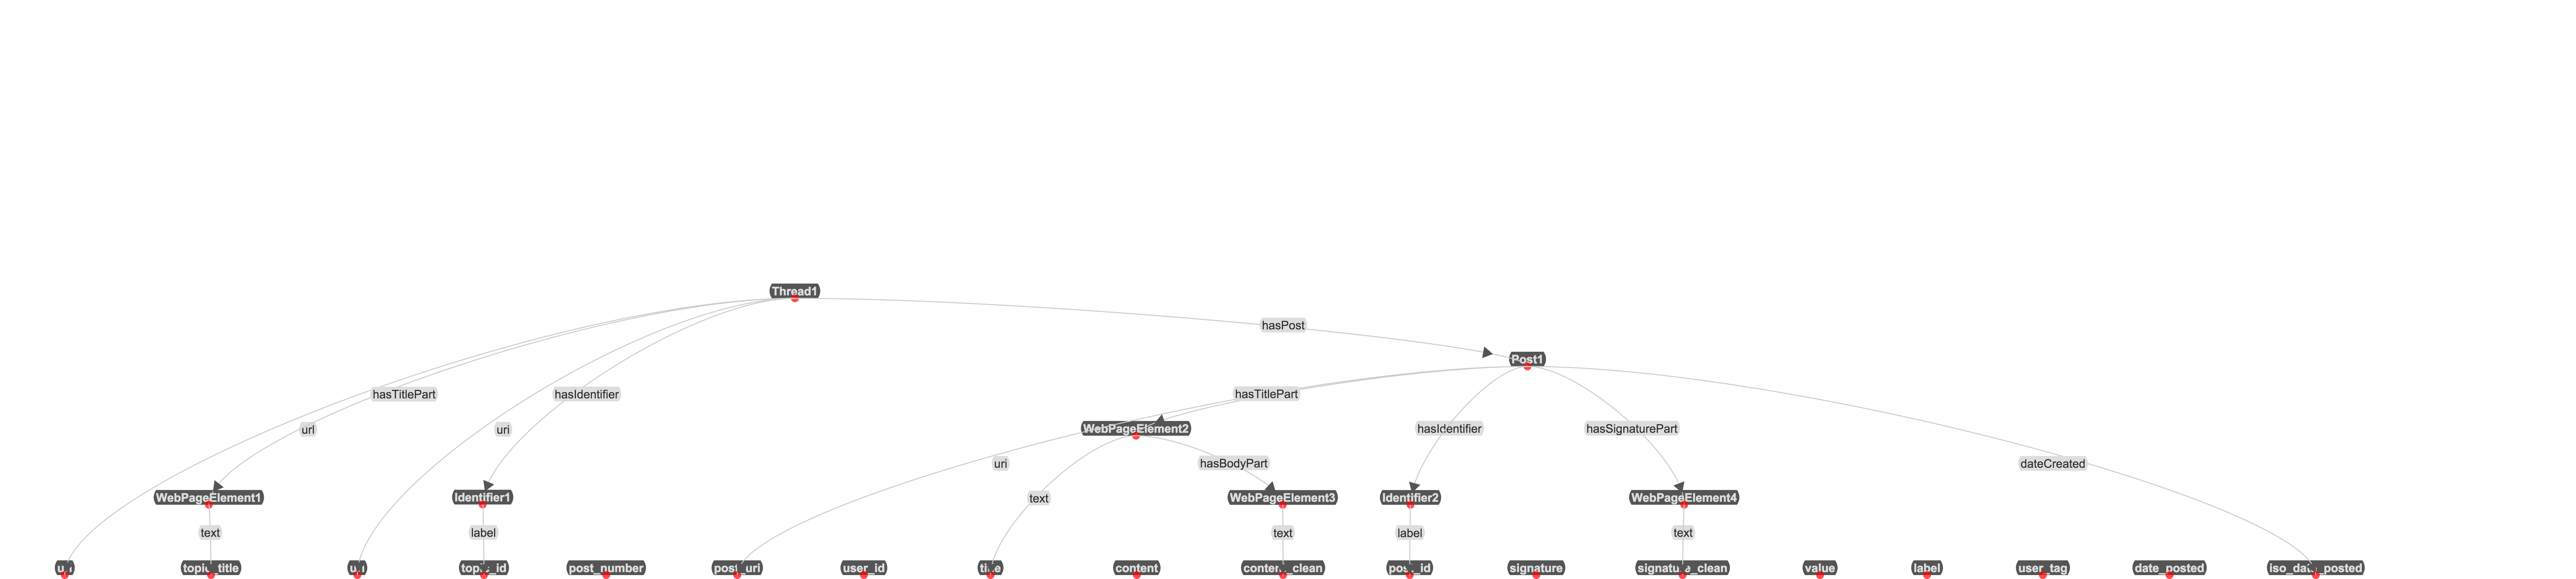 Thread1
hasPost
Post1
hasTitlePart
hasIdentifier
hasTitlePart
url
uri
WebPageElement2
hasIdentifier
hasSignaturePart
uri
hasBodyPart
dateCreated
WebPageElement1
Identifier1
text
WebPageElement3
Identifier2
WebPageElement4
text
label
text
label
text
topic_title
topic_id
post_number
post_uri
user_id
title
content
content_clean
post_id
signature
signature_clean
value
label
user_tag
date_posted
iso_date_posted